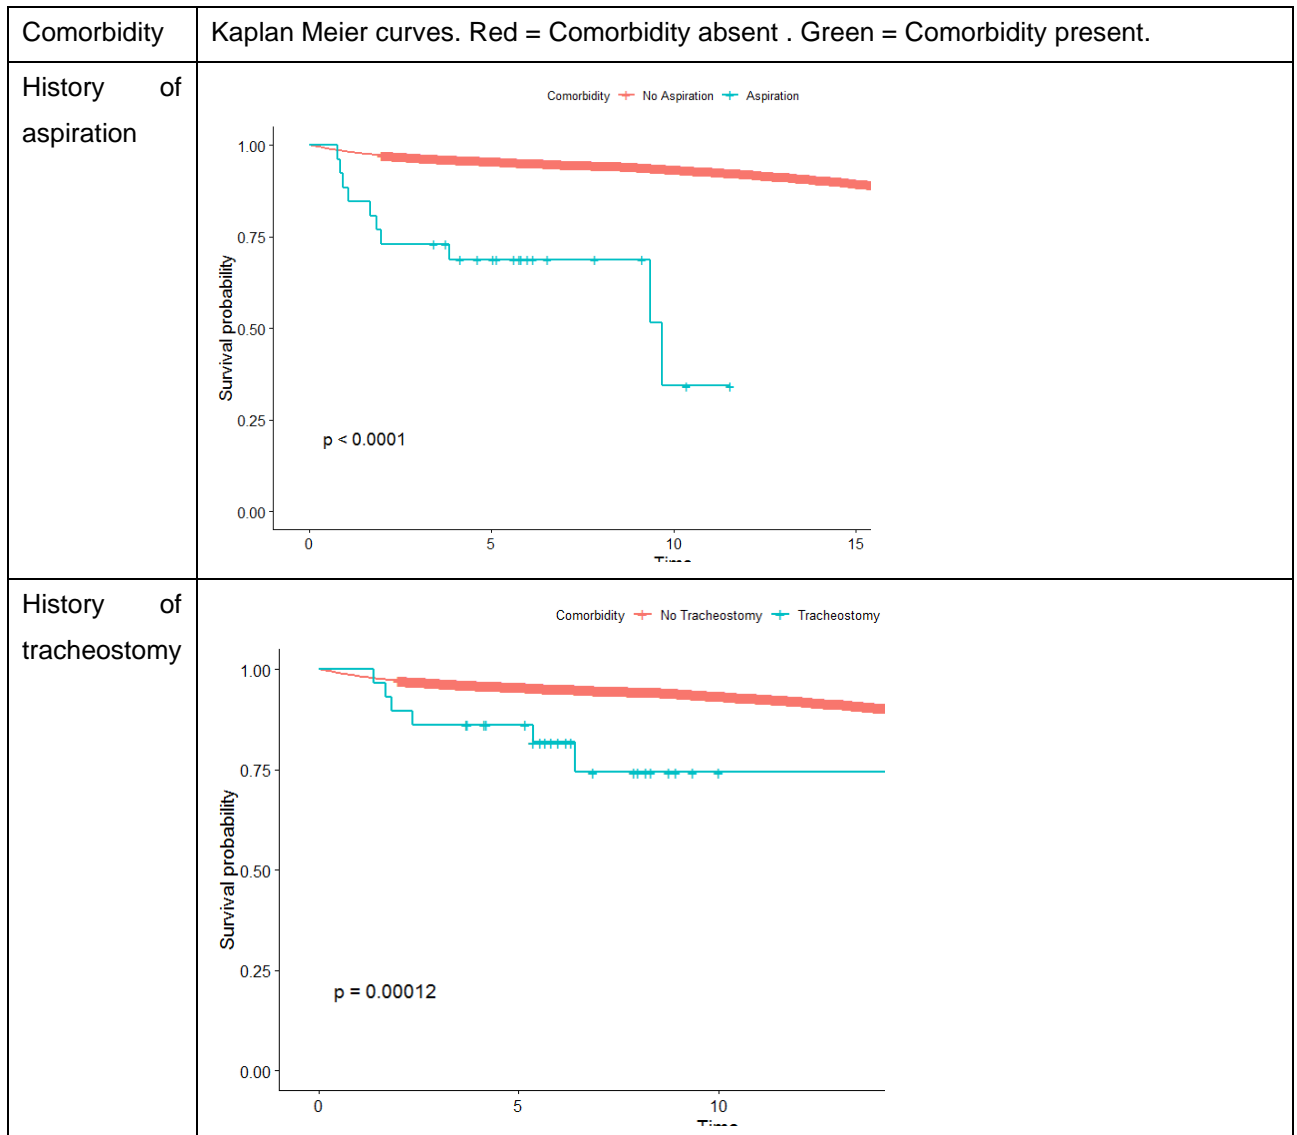 Comorbidity
Kaplan Meier curves. Red = Comorbidity absent . Green = Comorbidity present.
History of
aspiration
Comorbidity No Aspiration Aspiration
1.00
0.75
0.50
0.25
0.00
Survival probability
p < 0.0001
0 5 10 15
Time
History of
tracheostomy
Comorbidity No Tracheostomy Tracheostomy
1.00
0.75
0.50
0.25
0.00
Survival probability
p = 0.00012
0 5 10
Time